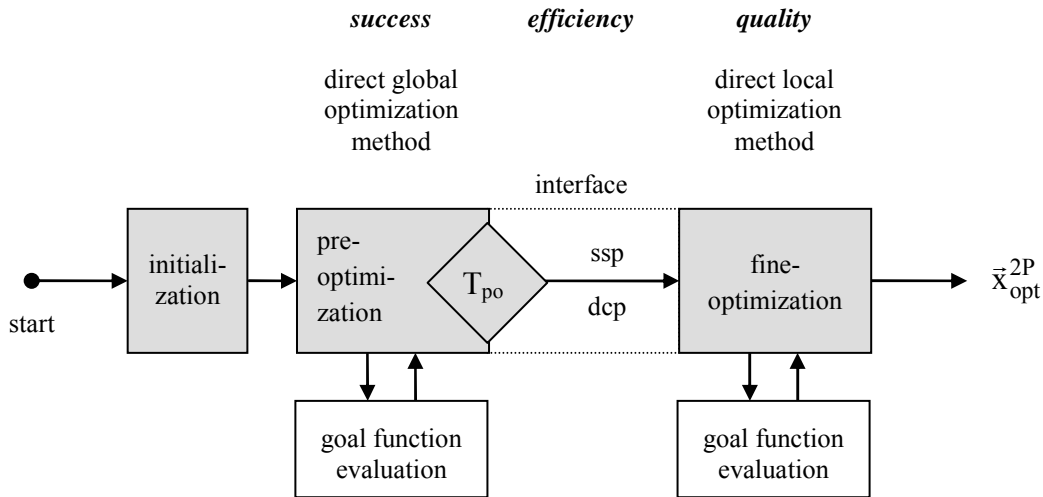 success efficiency quality
direct global
optimization
method
direct local
optimization
method
interface
initiali-
zation
pre-
optimi-
zation
T_po
ssp
dcp
fine-
optimization
x⃗_opt^2P
start
goal function
evaluation
goal function
evaluation